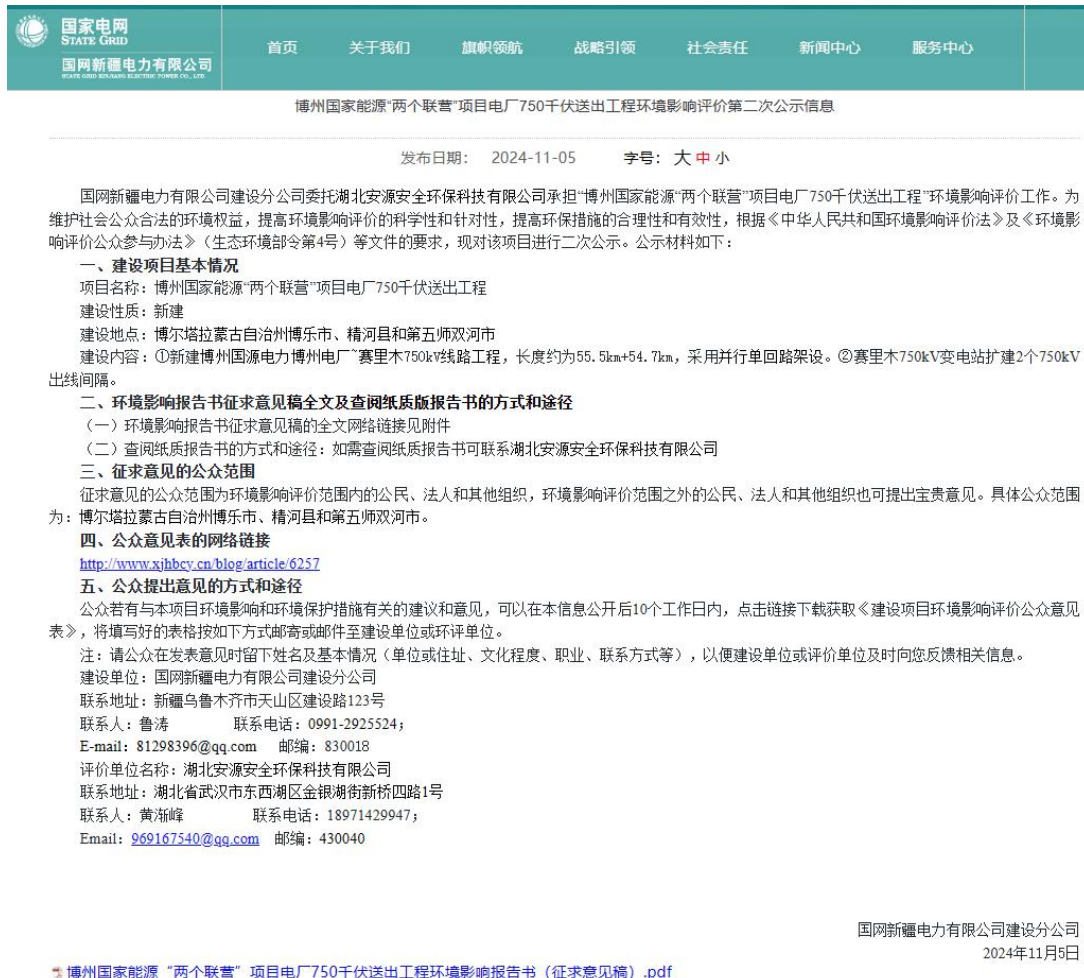 国家电网
STATE GRID
国网新疆电力有限公司
STATE GRID XINJIANG ELECTRIC POWER CO., LTD.
首页 关于我们 旗帜领航 战略引领 社会责任 新闻中心 服务中心
博州国家能源“两个联营”项目电厂750千伏送出工程环境影响评价第二次公示信息
发布日期： 2024-11-05 字号：大 中 小
国网新疆电力有限公司建设分公司委托湖北安源安全环保科技有限公司承担“博州国家能源“两个联营”项目电厂750千伏送出工程”环境影响评价工作。为
维护社会公众合法的环境权益，提高环境影响评价的科学性和针对性，提高环保措施的合理性和有效性，根据《中华人民共和国环境影响评价法》及《环境影
响评价公众参与办法》（生态环境部令第4号）等文件的要求，现对该项目进行二次公示。公示材料如下：
一、建设项目基本情况
项目名称：博州国家能源“两个联营”项目电厂750千伏送出工程
建设性质：新建
建设地点：博尔塔拉蒙古自治州博乐市、精河县和第五师双河市
建设内容：①新建博州国源电力博州电厂~赛里木750kV线路工程，长度约为55.5km+54.7km，采用并行单回路架设。②赛里木750kV变电站扩建2个750kV
出线间隔。
二、环境影响报告书征求意见稿全文及查阅纸质版报告书的方式和途径
（一）环境影响报告书征求意见稿的全文网络链接见附件
（二）查阅纸质报告书的方式和途径：如需查阅纸质报告书可联系湖北安源安全环保科技有限公司
三、征求意见的公众范围
征求意见的公众范围为环境影响评价范围内的公民、法人和其他组织，环境影响评价范围之外的公民、法人和其他组织也可提出宝贵意见。具体公众范围
为：博尔塔拉蒙古自治州博乐市、精河县和第五师双河市。
四、公众意见表的网络链接
http://www.xjhbcy.cn/blog/article/6257
五、公众提出意见的方式和途径
公众若有与本项目环境影响和环境保护措施有关的建议和意见，可以在本信息公开后10个工作日内，点击链接下载获取《建设项目环境影响评价公众意见
表》，将填写好的表格按如下方式邮寄或邮件至建设单位或环评单位。
注：请公众在发表意见时留下姓名及基本情况（单位或住址、文化程度、职业、联系方式等），以便建设单位或评价单位及时向您反馈相关信息。
建设单位：国网新疆电力有限公司建设分公司
联系地址：新疆乌鲁木齐市天山区建设路123号
联系人：鲁涛 联系电话：0991-2925524；
E-mail：81298396@qq.com 邮编：830018
评价单位名称：湖北安源安全环保科技有限公司
联系地址：湖北省武汉市东西湖区金银湖街新桥四路1号
联系人：黄渐峰 联系电话：18971429947；
Email：969167540@qq.com 邮编：430040
国网新疆电力有限公司建设分公司
2024年11月5日
博州国家能源“两个联营”项目电厂750千伏送出工程环境影响报告书（征求意见稿）.pdf